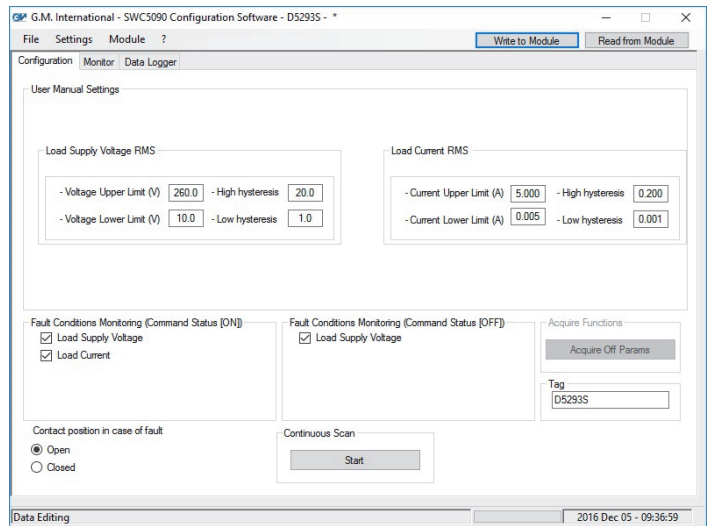 G.M. International - SWC5090 Configuration Software - D5293S - *
File Settings Module ? Write to Module Read from Module
Configuration Monitor Data Logger
User Manual Settings
Load Supply Voltage RMS
- Voltage Upper Limit (V) 260.0 - High hysteresis 20.0
- Voltage Lower Limit (V) 10.0 - Low hysteresis 1.0
Load Current RMS
- Current Upper Limit (A) 5.000 - High hysteresis 0.200
- Current Lower Limit (A) 0.005 - Low hysteresis 0.001
Fault Conditions Monitoring (Command Status [ON])
Load Supply Voltage
Load Current
Fault Conditions Monitoring (Command Status [OFF])
Load Supply Voltage
Acquire Functions
Acquire Off Params
Tag
D5293S
Contact position in case of fault
Open
Closed
Continuous Scan
Start
Data Editing 2016 Dec 05 - 09:36:59